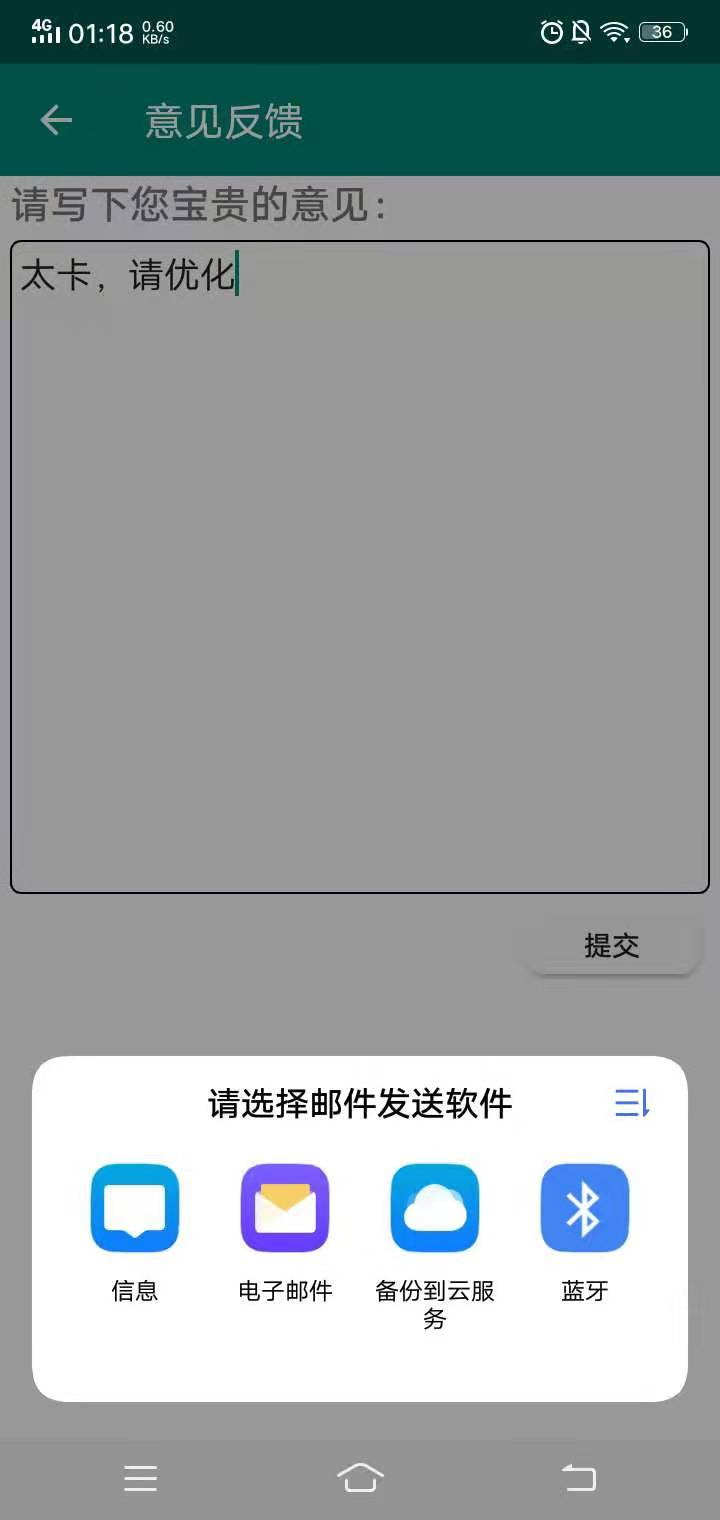 4G 01:18 0.60 KB/s 36
意见反馈
请写下您宝贵的意见：
太卡，请优化
提交
请选择邮件发送软件
信息 电子邮件 备份到云服务 蓝牙